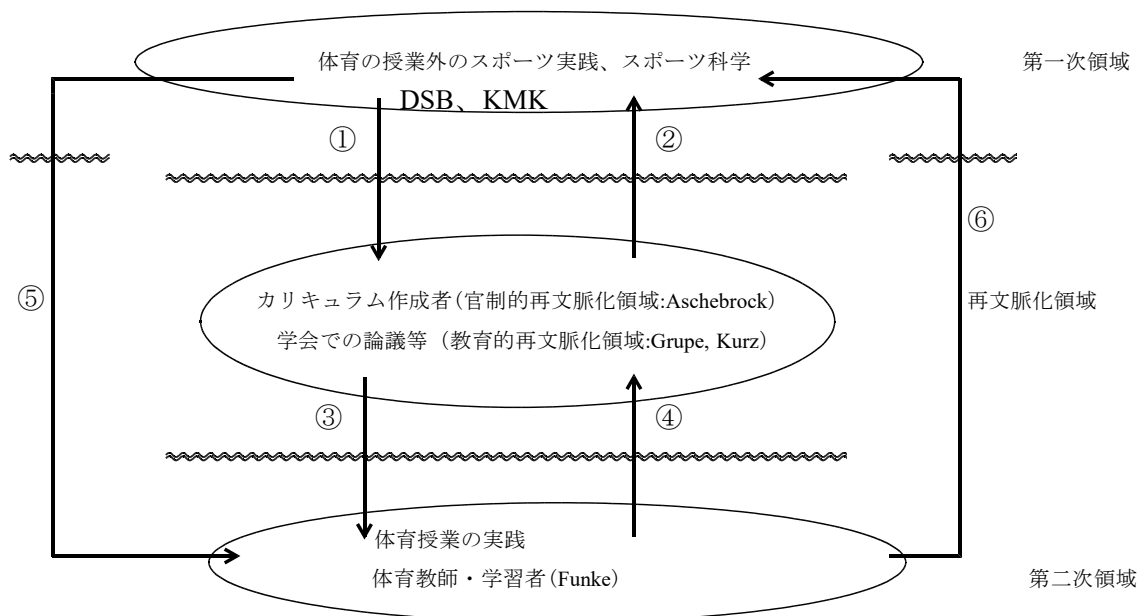 体育の授業外のスポーツ実践、スポーツ科学
第一次領域
DSB、KMK
①
②
⑥
⑤
カリキュラム作成者(官制的再文脈化領域:Aschebrock)
再文脈化領域
学会での論議等（教育的再文脈化領域:Grupe, Kurz）
③
④
体育授業の実践
体育教師・学習者(Funke)
第二次領域